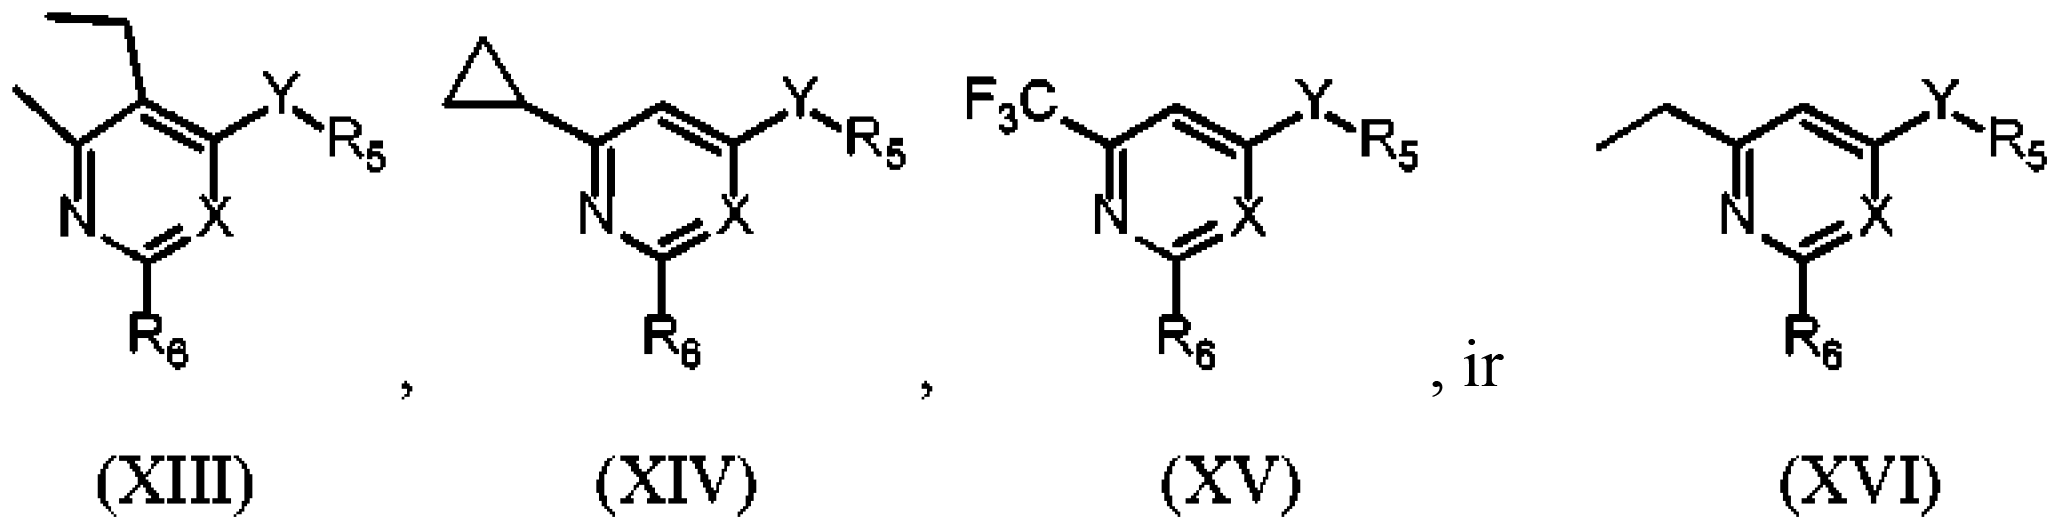 Y Y Y Y
R5 F3C R5 R5 R5
N X N X N X N X
R6 , R6 , R6 , ir R6
(XIII) (XIV) (XV) (XVI)